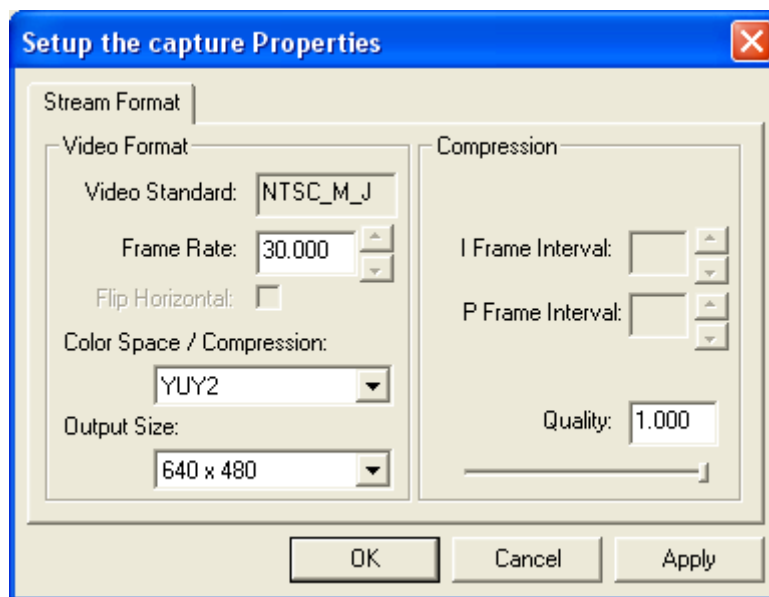 Setup the capture Properties
Stream Format
Video Format
Video Standard: NTSC_M_J
Frame Rate: 30.000
Flip Horizontal:
Color Space / Compression:
YUY2
Output Size:
640 x 480
Compression
I Frame Interval:
P Frame Interval:
Quality: 1.000
OK Cancel Apply